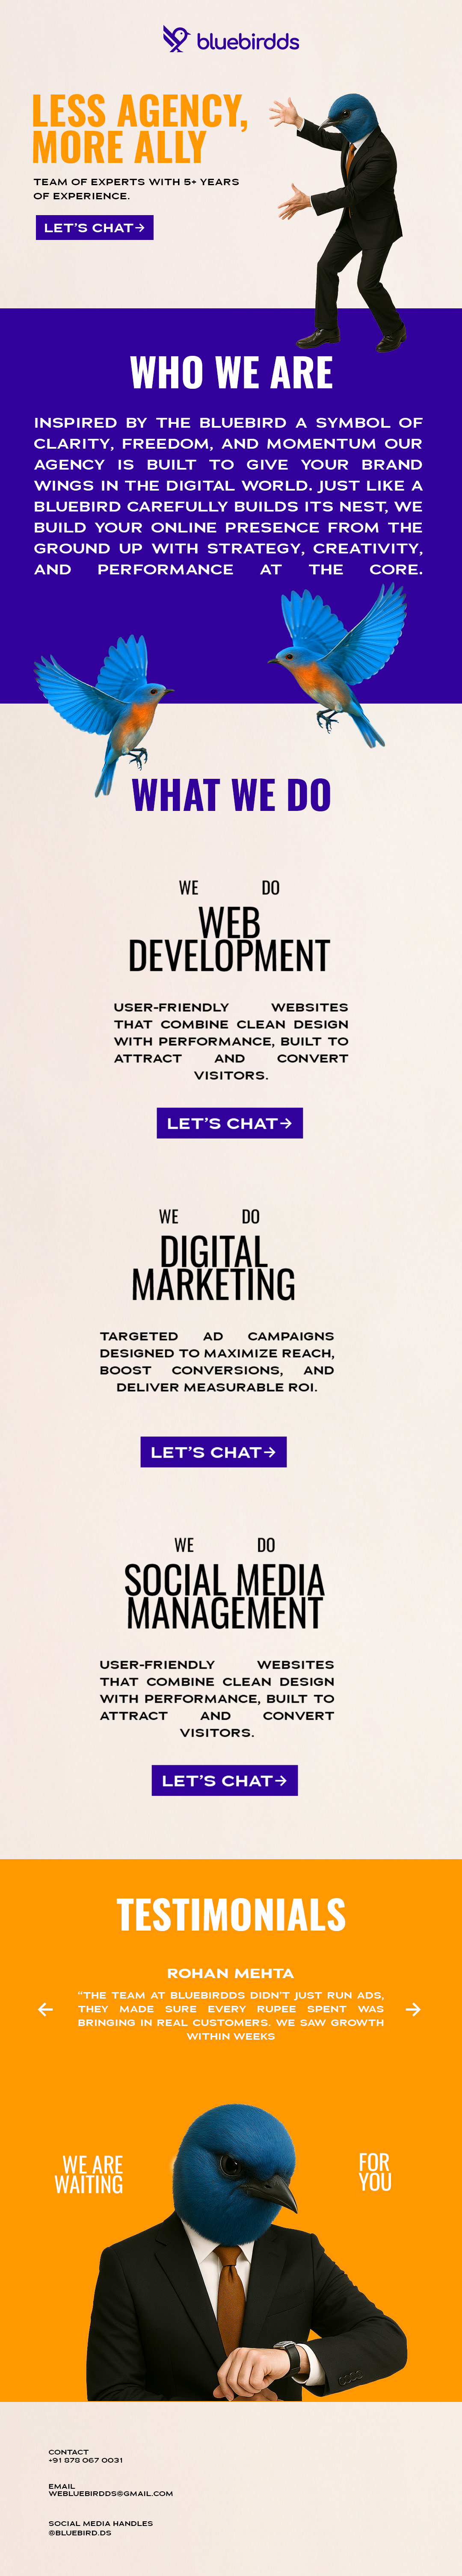 bluebirdds
LESS AGENCY,
MORE ALLY
TEAM OF EXPERTS WITH 5+ YEARS
OF EXPERIENCE.
LET'S CHAT→
WHO WE ARE
INSPIRED BY THE BLUEBIRD A SYMBOL OF
CLARITY, FREEDOM, AND MOMENTUM OUR
AGENCY IS BUILT TO GIVE YOUR BRAND
WINGS IN THE DIGITAL WORLD. JUST LIKE A
BLUEBIRD CAREFULLY BUILDS ITS NEST, WE
BUILD YOUR ONLINE PRESENCE FROM THE
GROUND UP WITH STRATEGY, CREATIVITY,
AND PERFORMANCE AT THE CORE.
WHAT WE DO
WE DO
WEB
DEVELOPMENT
USER-FRIENDLY WEBSITES
THAT COMBINE CLEAN DESIGN
WITH PERFORMANCE, BUILT TO
ATTRACT AND CONVERT
VISITORS.
LET'S CHAT→
WE DO
DIGITAL
MARKETING
TARGETED AD CAMPAIGNS
DESIGNED TO MAXIMIZE REACH,
BOOST CONVERSIONS, AND
DELIVER MEASURABLE ROI.
LET'S CHAT→
WE DO
SOCIAL MEDIA
MANAGEMENT
USER-FRIENDLY WEBSITES
THAT COMBINE CLEAN DESIGN
WITH PERFORMANCE, BUILT TO
ATTRACT AND CONVERT
VISITORS.
LET'S CHAT→
TESTIMONIALS
ROHAN MEHTA
"THE TEAM AT BLUEBIRDDS DIDN'T JUST RUN ADS,
THEY MADE SURE EVERY RUPEE SPENT WAS
BRINGING IN REAL CUSTOMERS. WE SAW GROWTH
WITHIN WEEKS
WE ARE
WAITING
FOR
YOU
CONTACT
+91 878 067 0031
EMAIL
WEBLUEBIRDDS@GMAIL.COM
SOCIAL MEDIA HANDLES
@BLUEBIRD.DS